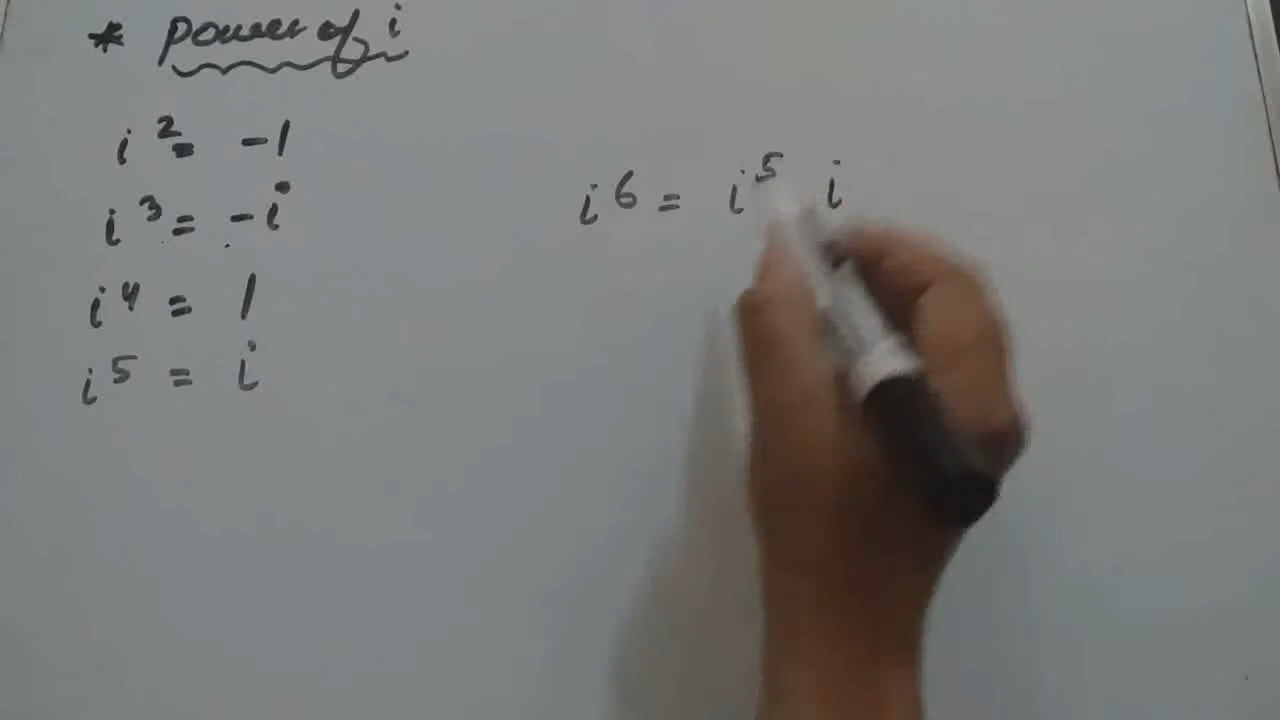 * power of i
i² = -1
i³ = -i
i⁴ = 1
i⁵ = i
i⁶ = i⁵ i